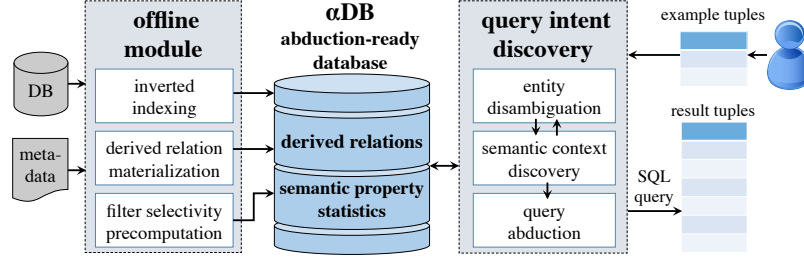 DB
meta-
data
offline
module
inverted
indexing
derived relation
materialization
filter selectivity
precomputation
αDB
abduction-ready
database
derived relations
semantic property
statistics
query intent
discovery
entity
disambiguation
semantic context
discovery
query
abduction
example tuples
result tuples
SQL
query